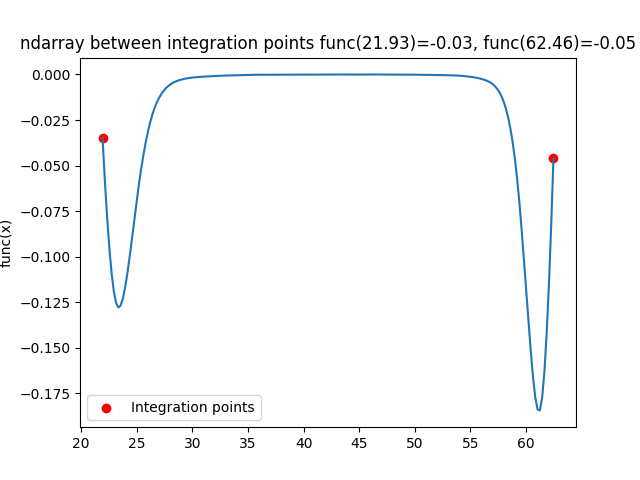 ndarray between integration points func(21.93)=-0.03, func(62.46)=-0.05
0.000
−0.025
−0.050
−0.075
−0.100
−0.125
−0.150
−0.175
func(x)
Integration points
20 25 30 35 40 45 50 55 60